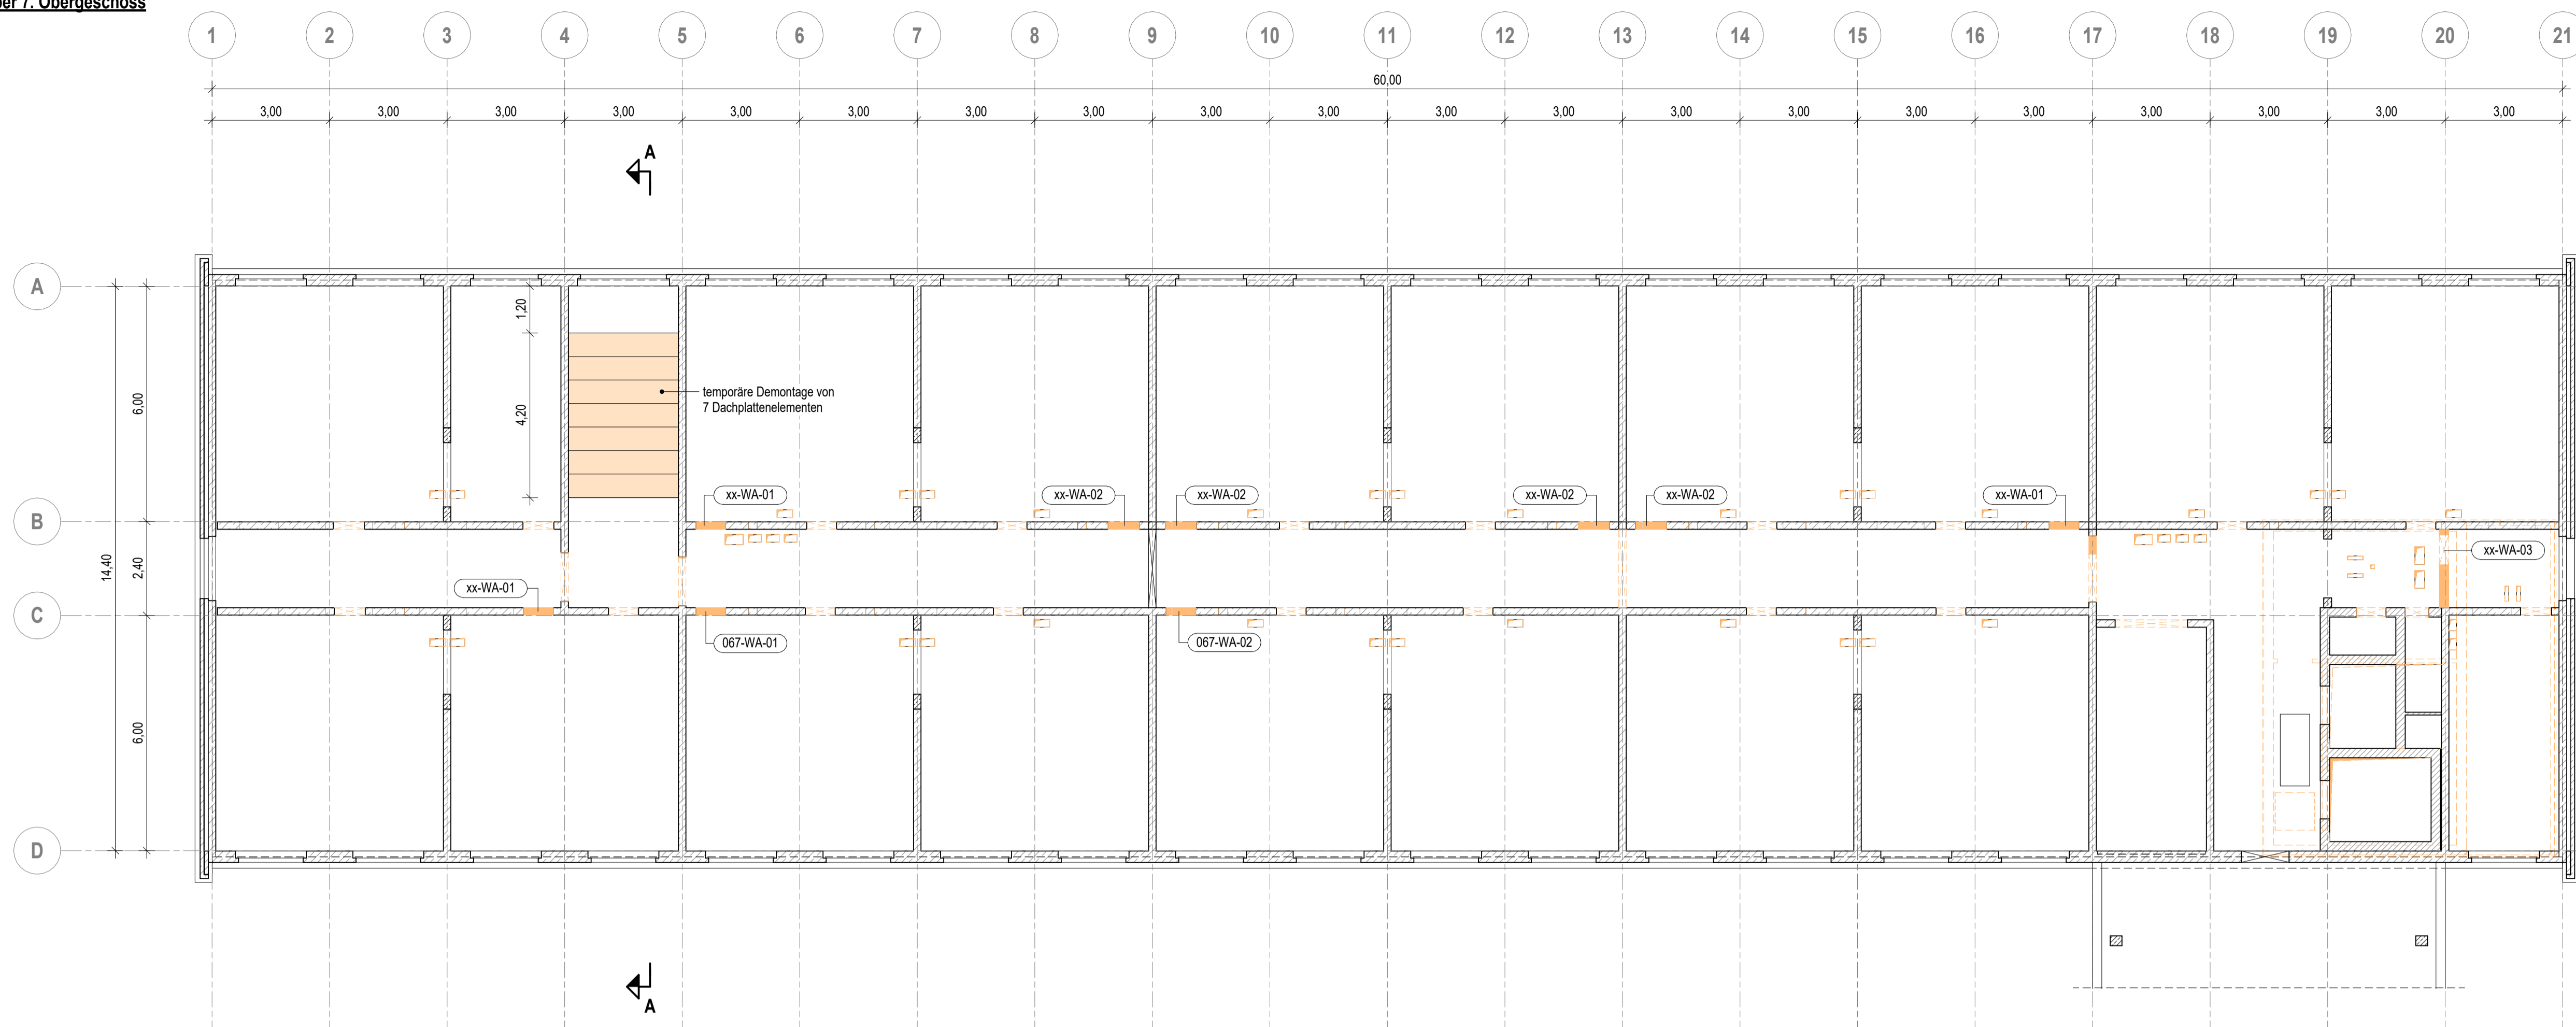 7. Obergeschoss
1 2 3 4 5 6 7 8 9 10 11 12 13 14 15 16 17 18 19 20 21
60,00
3,00 3,00 3,00 3,00 3,00 3,00 3,00 3,00 3,00 3,00 3,00 3,00 3,00 3,00 3,00 3,00 3,00 3,00 3,00 3,00
A
A
1,20
temporäre Demontage von
7 Dachplattenelementen
6,00
4,20
xx-WA-01 xx-WA-02 xx-WA-02 xx-WA-02 xx-WA-02 xx-WA-01
B
xx-WA-03
14,40
2,40
xx-WA-01
C
067-WA-01 067-WA-02
6,00
D
A